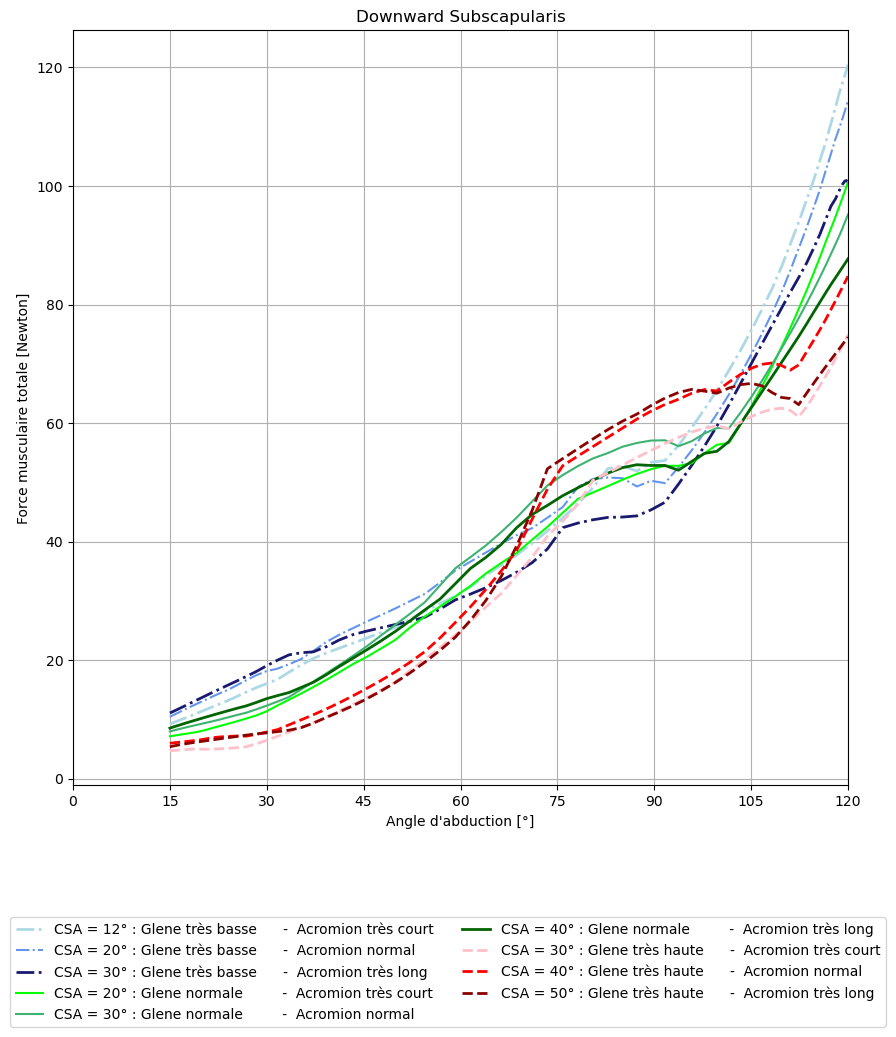 Downward Subscapularis
120
100
80
60
40
20
0
Force musculaire totale [Newton]
0 15 30 45 60 75 90 105 120
Angle d'abduction [°]
CSA = 12° : Glene très basse - Acromion très court
CSA = 20° : Glene très basse - Acromion normal
CSA = 30° : Glene très basse - Acromion très long
CSA = 20° : Glene normale - Acromion très court
CSA = 30° : Glene normale - Acromion normal
CSA = 40° : Glene normale - Acromion très long
CSA = 30° : Glene très haute - Acromion très court
CSA = 40° : Glene très haute - Acromion normal
CSA = 50° : Glene très haute - Acromion très long